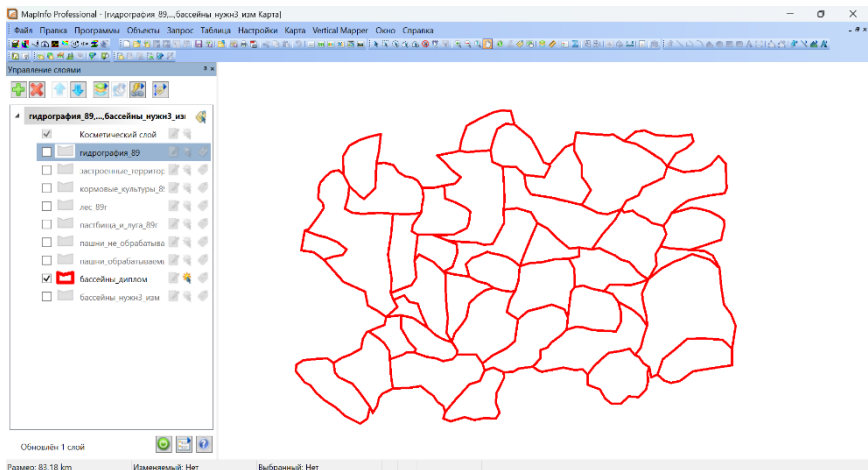 MapInfo Professional - [гидрография 89,...,бассейны нужн3 изм Карта]
Файл Правка Программы Объекты Запрос Таблица Настройки Карта Vertical Mapper Окно Справка
Управление слоями
гидрография_89,...,бассейны_нужн3_из
Косметический слой
гидрография_89
застроенные_территор
кормовые_культуры_8
лес_89г
пастбища_и_луга_89г
пашни_не_обрабатыва
пашни_обрабатываем
бассейны_диплом
бассейны_нужн3_изм
Обновлён 1 слой
Размер: 83.18 km Изменяемый: Нет Выбранный: Нет